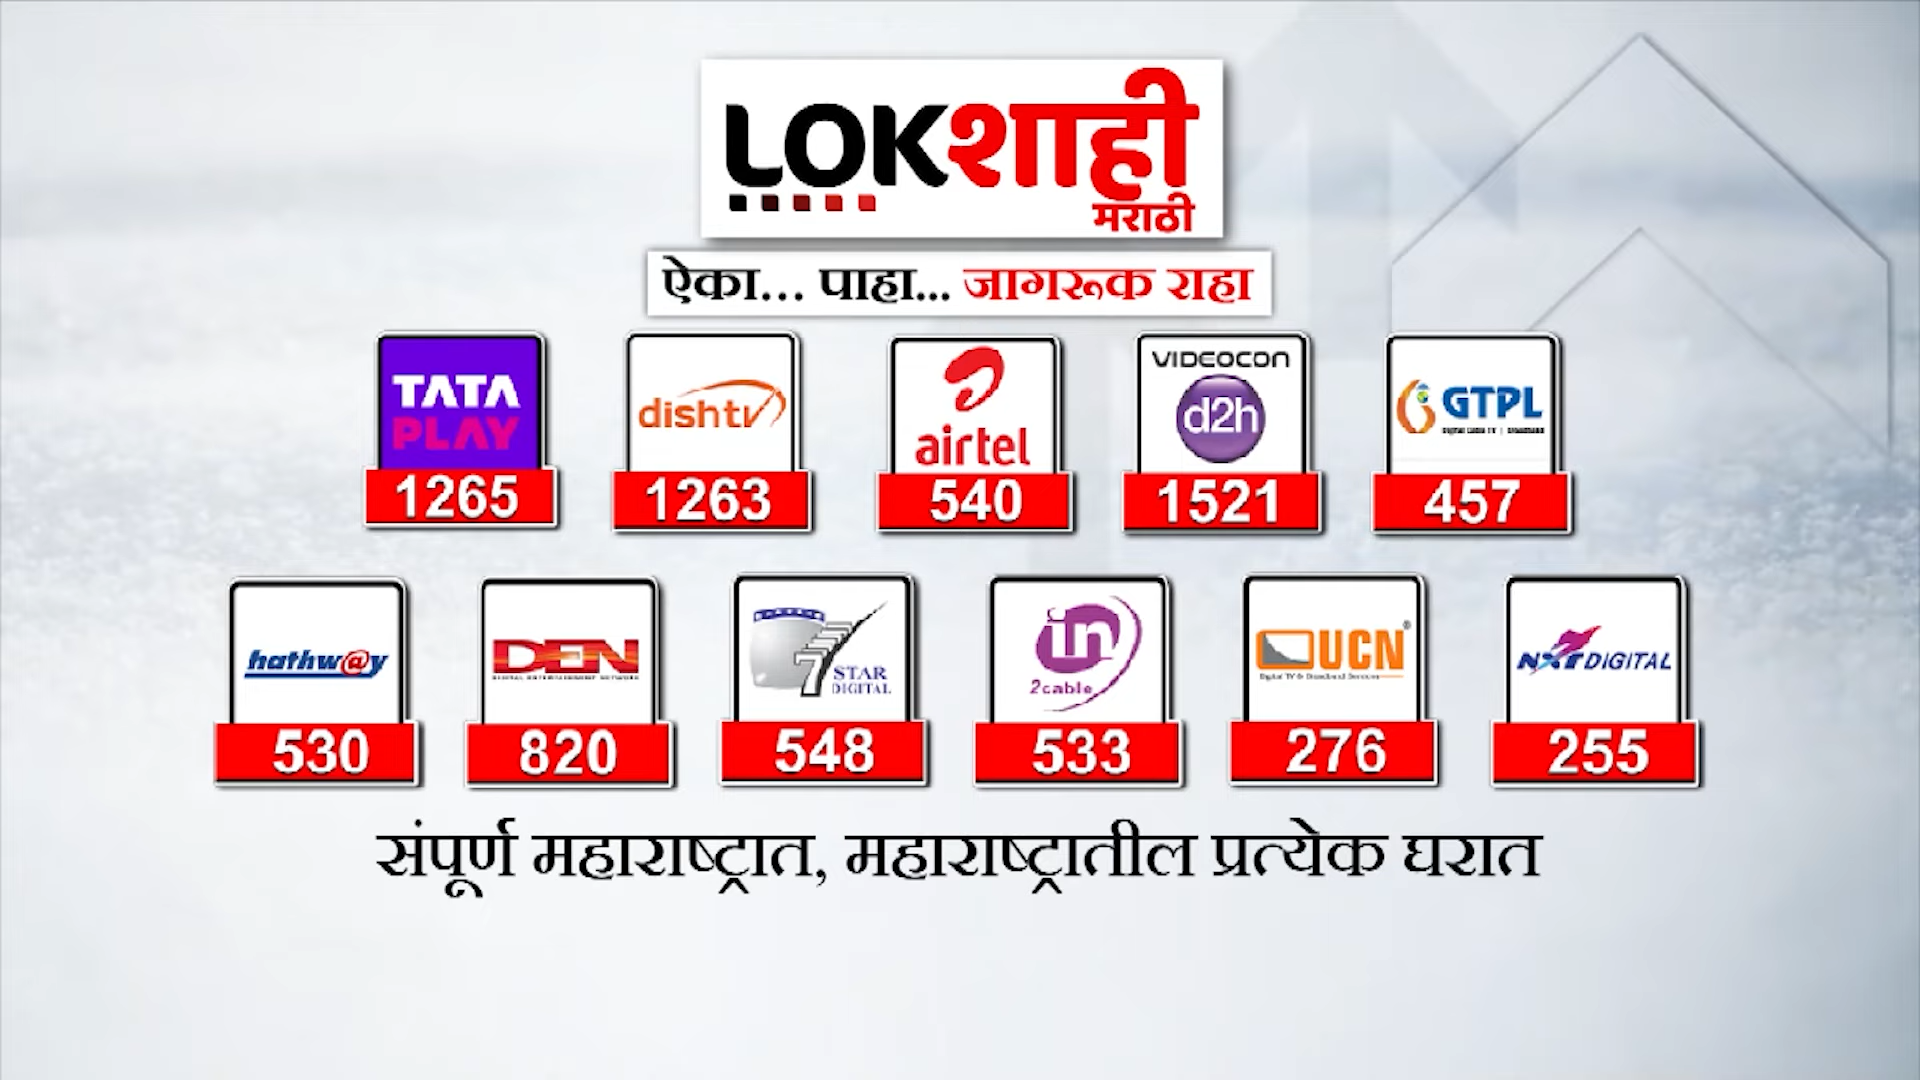 LOKशाही
मराठी
ऐका... पाहा... जागरूक राहा
TATA PLAY
dishtv
airtel
VIDEOCON d2h
GTPL
1265
1263
540
1521
457
hathw@y
DEN
7 STAR DIGITAL
in 2cable
UCN
NXT DIGITAL
530
820
548
533
276
255
संपूर्ण महाराष्ट्रात, महाराष्ट्रातील प्रत्येक घरात